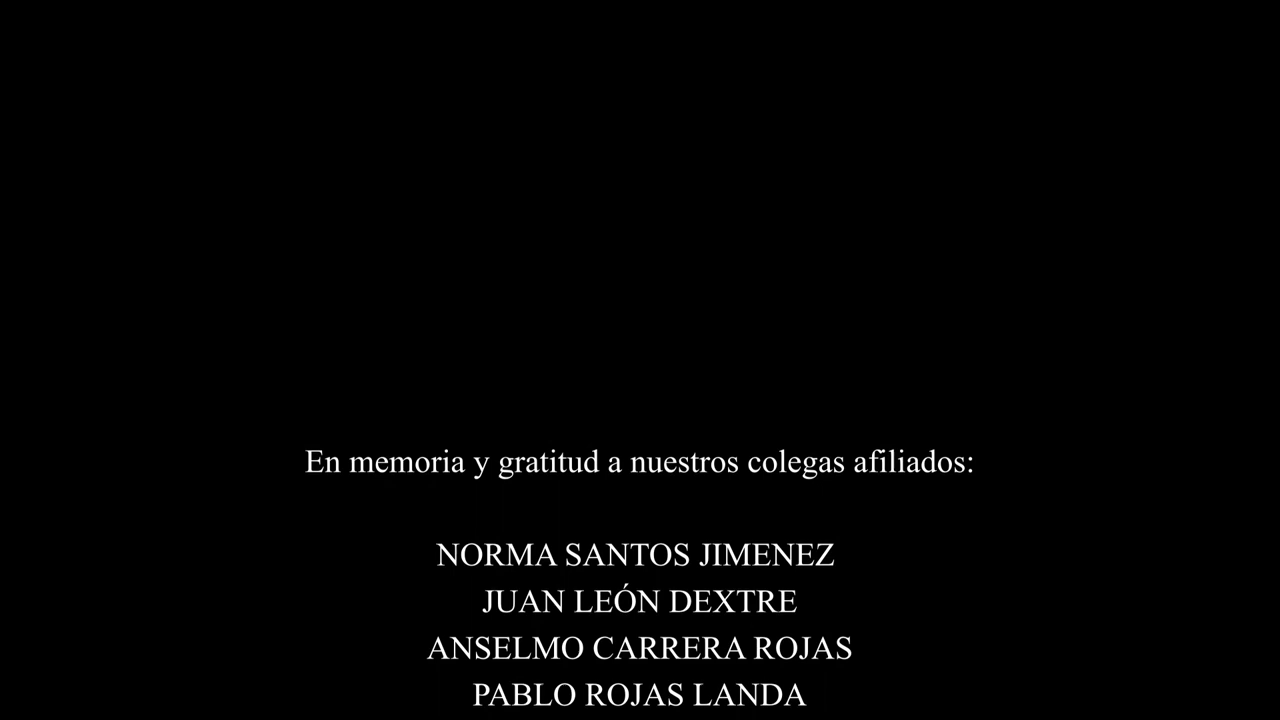 En memoria y gratitud a nuestros colegas afiliados:
NORMA SANTOS JIMENEZ
JUAN LEÓN DEXTRE
ANSELMO CARRERA ROJAS
PABLO ROJAS LANDA